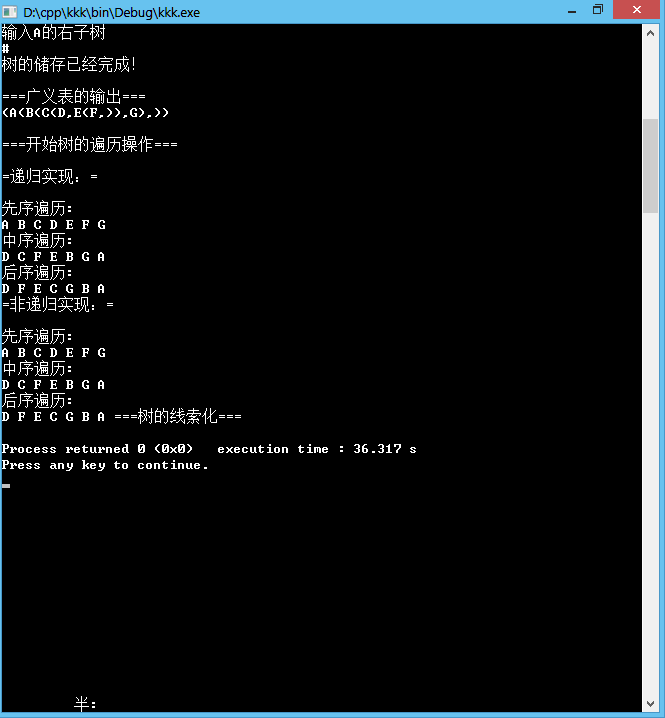 D:\cpp\kkk\bin\Debug\kkk.exe
输入A的右子树
#
树的储存已经完成!
===广义表的输出===
(A(B(C(D,E(F,)),G),))
===开始树的遍历操作===
=递归实现: =
先序遍历:
A B C D E F G
中序遍历:
D C F E B G A
后序遍历:
D F E C G B A
=非递归实现: =
先序遍历:
A B C D E F G
中序遍历:
D C F E B G A
后序遍历:
D F E C G B A ===树的线索化===
Process returned 0 (0x0)   execution time : 36.317 s
Press any key to continue.
半: